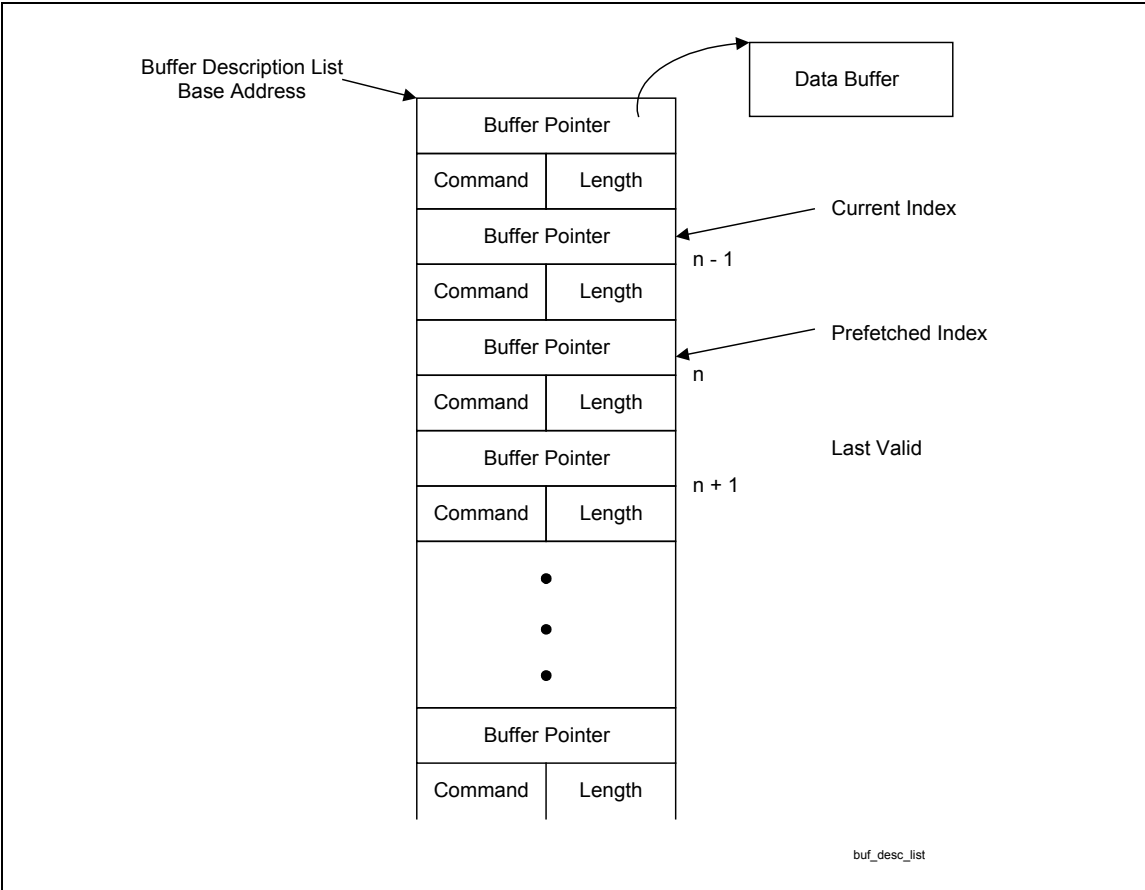 Buffer Description List
Base Address
Data Buffer
Buffer Pointer
Command Length
Buffer Pointer
Current Index
n - 1
Command Length
Buffer Pointer
Prefetched Index
n
Command Length
Buffer Pointer
Last Valid
n + 1
Command Length
Buffer Pointer
Command Length
buf_desc_list